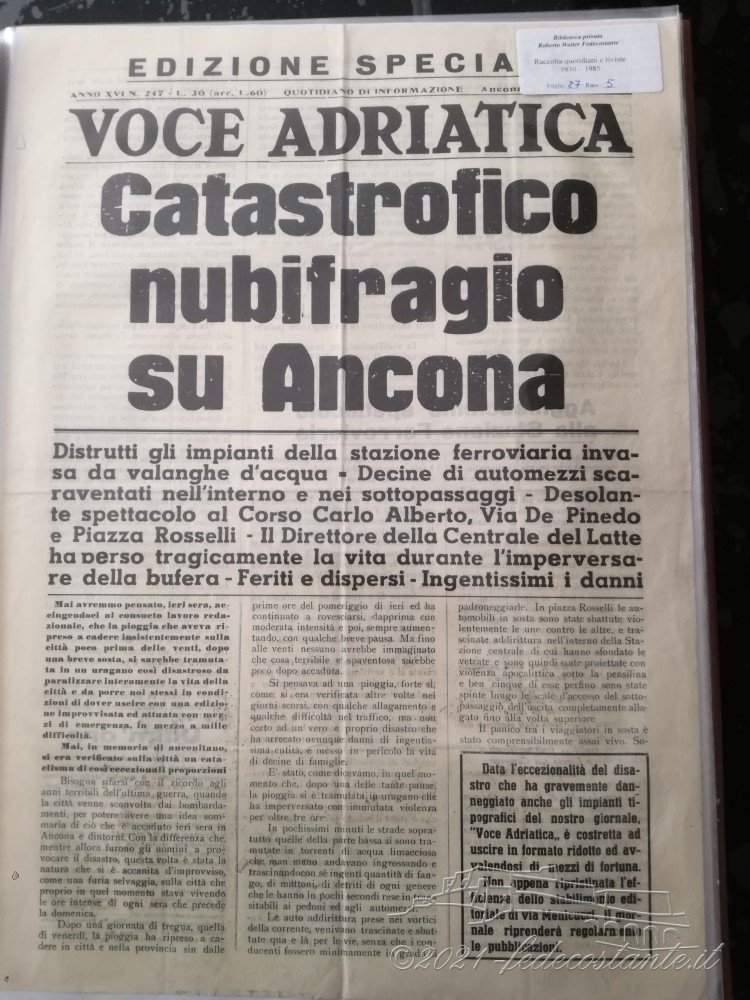 EDIZIONE SPECIA
Biblioteca privata
Roberto Walter Fedecostante
Raccolta quotidiani e riviste
1930 - 1985
Foglio 27 Racc. 5
ANNO XVI N. 247 - L. 30 (arr. L. 60) QUOTIDIANO DI INFORMAZIONE Ancona
VOCE ADRIATICA
Catastrofico
nubifragio
su Ancona
Distrutti gli impianti della stazione ferroviaria inva-
sa da valanghe d'acqua - Decine di automezzi sca-
raventati nell'interno e nei sottopassaggi - Desolan-
te spettacolo al Corso Carlo Alberto, Via De Pinedo
e Piazza Rosselli - Il Direttore della Centrale del Latte
ha perso tragicamente la vita durante l'imperversa-
re della bufera - Feriti e dispersi - Ingentissimi i danni
Mai avremmo pensato, ieri sera, ac-
cingendoci al consueto lavoro reda-
zionale, che la pioggia che aveva ri-
preso a cadere insistentemente sulla
città poco prima delle venti, dopo
una breve sosta, si sarebbe tramuta-
ta in un uragano così disastroso da
paralizzare interamente la vita della
città e da porre noi stessi in condi-
zioni di dover uscire con una edizio-
ne improvvisata ed attuata con mez-
zi di emergenza, in mezzo a mille
difficoltà.
Mai, in memoria di anconitano,
si era verificato sulla città un cata-
clisma di così eccezionali proporzioni
Bisogna rifarsi con il ricordo agli
anni terribili dell'ultima guerra, quando
la città venne sconvolta dai bombarda-
menti, per potere avere una idea som-
maria di ciò che è accaduto ieri sera in
Ancona e dintorni. Con la differenza che,
mentre allora furono gli uomini a pro-
vocare il disastro, questa volta è stata la
natura che si è accanita d'improvviso,
come una furia selvaggia, sulla città che
proprio in quel momento stava vivendo
le ore intense di ogni sera che precede
la domenica.
Dopo una giornata di tregua, quella
di venerdì, la pioggia ha ripreso a ca-
dere in città e nella provincia sin dalle
prime ore del pomeriggio di ieri ed ha
continuato a rovesciarsi, dapprima con
moderata intensità e poi, sempre aumen-
tando, con qualche breve pausa. Ma fino
alle venti nessuno avrebbe immaginato
che cosa terribile e spaventosa sarebbe
poco dopo accaduta.
Si pensava ad una pioggia, forte sì,
come si era verificata altre volte nei
giorni scorsi, con qualche allagamento e
qualche difficoltà nel traffico, ma non
certo ad un vero e proprio disastro che
ha arrecato ovunque danni di ingentis-
sima entità, e messo in pericolo la vita
di decine di famiglie.
E' stato, come dicevamo, in quel mo-
mento che, dopo una delle tante pause,
la pioggia si è tramutata in uragano che
ha imperversato con immutata violenza
per oltre tre ore
In pochissimi minuti le strade sopra-
tutto quelle della parte bassa si sono tra-
mutate in torrenti di acqua limacciosa
che man mano andavano ingrossando e
trascinando con sè ingenti quantità di fan-
go, di mattoni, di detriti di ogni genere
che le hanno in pochi secondi rese intran-
sitabili ai pedoni ed agli automezzi.
Le auto addirittura prese nei vortici
della corrente, venivano trascinate e sbattute
qua e là per le vie, senza che i con-
ducenti fossero minimamente in grado di
padroneggiarle. In piazza Rosselli le au-
tomobili in sosta sono state sbattute vio-
lentemente le une contro le altre, e tra-
scinate addirittura nell'interno della Sta-
zione centrale di cui hanno sfondato le
vetrate e sono quindi state proiettate con
violenza apocalittica sotto la pensilina
e ben cinque di esse perfino sono state
spinte lungo le scale d'accesso del sotto-
passaggio dell'uscita completamente alla-
gato fino alla volta superiore
Il panico tra i viaggiatori in sosta è
stato comprensibilmente assai vivo. So-
Data l'eccezionalità del disa-
stro che ha gravemente dan-
neggiato anche gli impianti ti-
pografici del nostro giornale,
"Voce Adriatica,, è costretta ad
uscire in formato ridotto ed av-
valendosi di mezzi di fortuna.
Non appena ripristinata l'ef-
ficienza dello stabilimento edi-
toriale di via Menicucci, il gior-
nale riprenderà regolarmente
le pubblicazioni.
©2021 - fedecostante.it